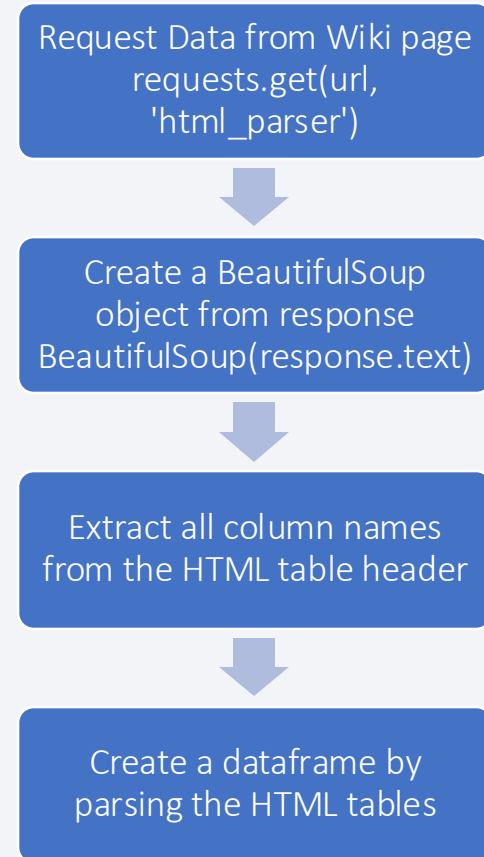 Request Data from Wiki page
requests.get(url,
'html_parser')
Create a BeautifulSoup
object from response
BeautifulSoup(response.text)
Extract all column names
from the HTML table header
Create a dataframe by
parsing the HTML tables